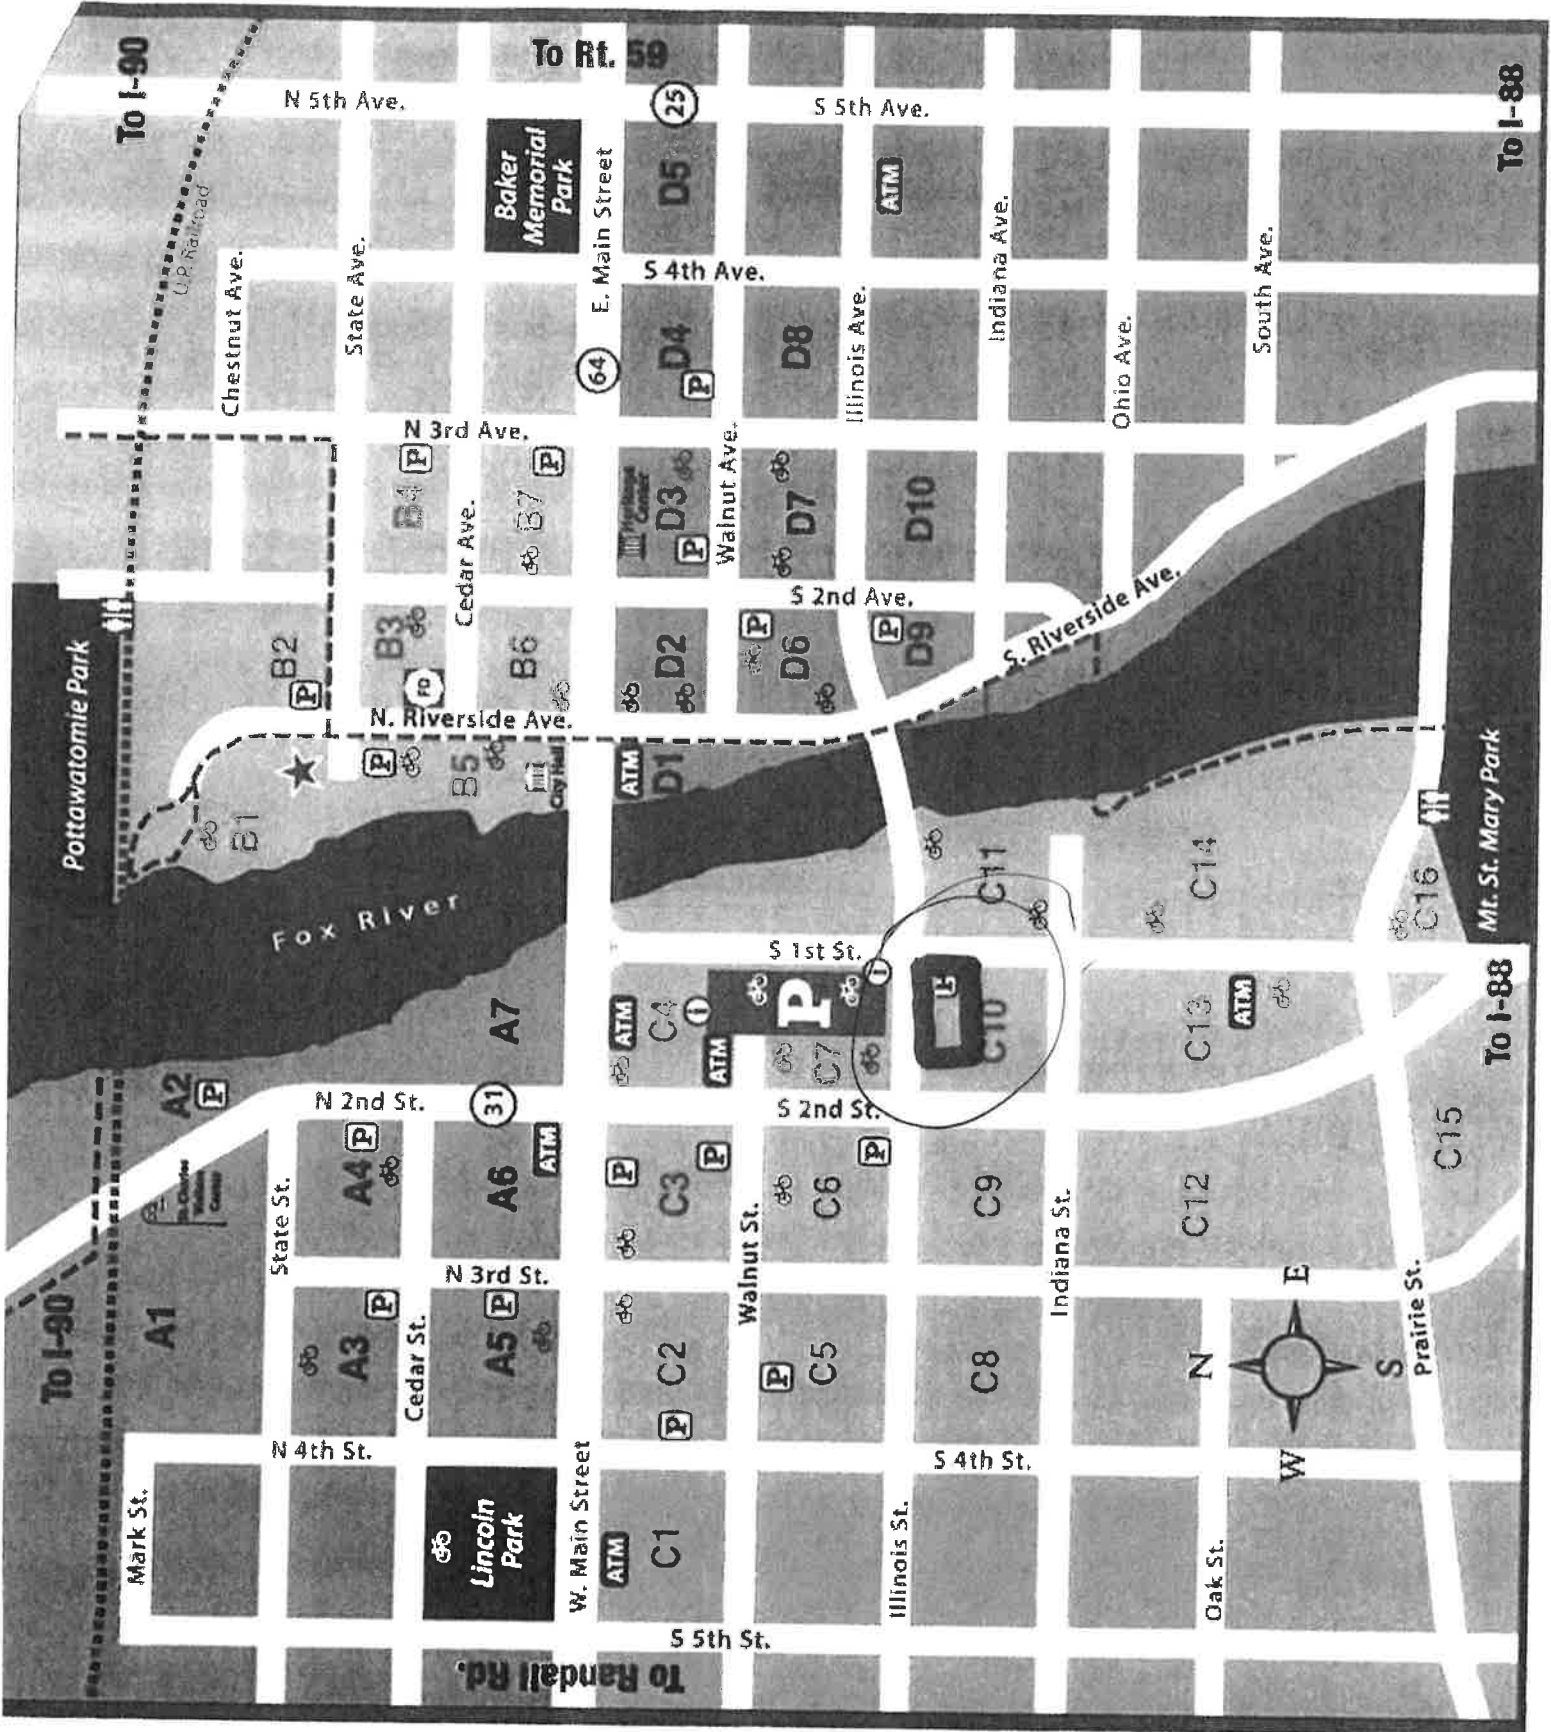 To I-90
To Rt. 59
To I-88
N 5th Ave.
25
S 5th Ave.
U.P. Railroad
Baker
Memorial
Park
D5
ATM
Chestnut Ave.
State Ave.
E. Main Street
S 4th Ave.
Indiana Ave.
South Ave.
64
D4
P
D8
Illinois Ave.
Ohio Ave.
N 3rd Ave.
Walnut Ave.
P
B4
Cedar Ave.
P
B7
Heritage
Center
D3
P
D7
D10
S 2nd Ave.
S. Riverside Ave.
Pottawatomie Park
B2
P
B3
FD
B6
D2
P
D6
P
D9
N. Riverside Ave.
P
B5
City Hall
ATM
D1
B1
Fox River
C11
C14
C16
Mt. St. Mary Park
S 1st St.
A7
ATM
C4
i
ATM
P
i
C7
C10
C13
ATM
To I-88
A2
P
N 2nd St.
31
S 2nd St.
St. Charles
Center
State St.
P
A4
A6
ATM
P
C3
P
Walnut St.
C6
P
C9
Indiana St.
C12
C15
To I-90
A1
N 3rd St.
A3
P
Cedar St.
A5
P
C2
P
P
C5
C8
N
E
S
W
Prairie St.
N 4th St.
S 4th St.
Mark St.
Lincoln
Park
W. Main Street
ATM
C1
Illinois St.
Oak St.
S 5th St.
To Randall Rd.